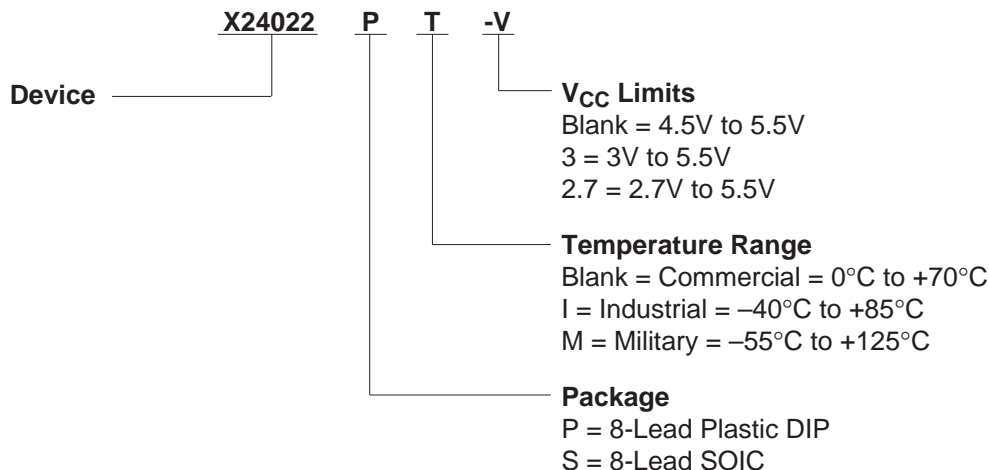 X24022 P T -V
Device
VCC Limits
Blank = 4.5V to 5.5V
3 = 3V to 5.5V
2.7 = 2.7V to 5.5V
Temperature Range
Blank = Commercial = 0°C to +70°C
I = Industrial = –40°C to +85°C
M = Military = –55°C to +125°C
Package
P = 8-Lead Plastic DIP
S = 8-Lead SOIC